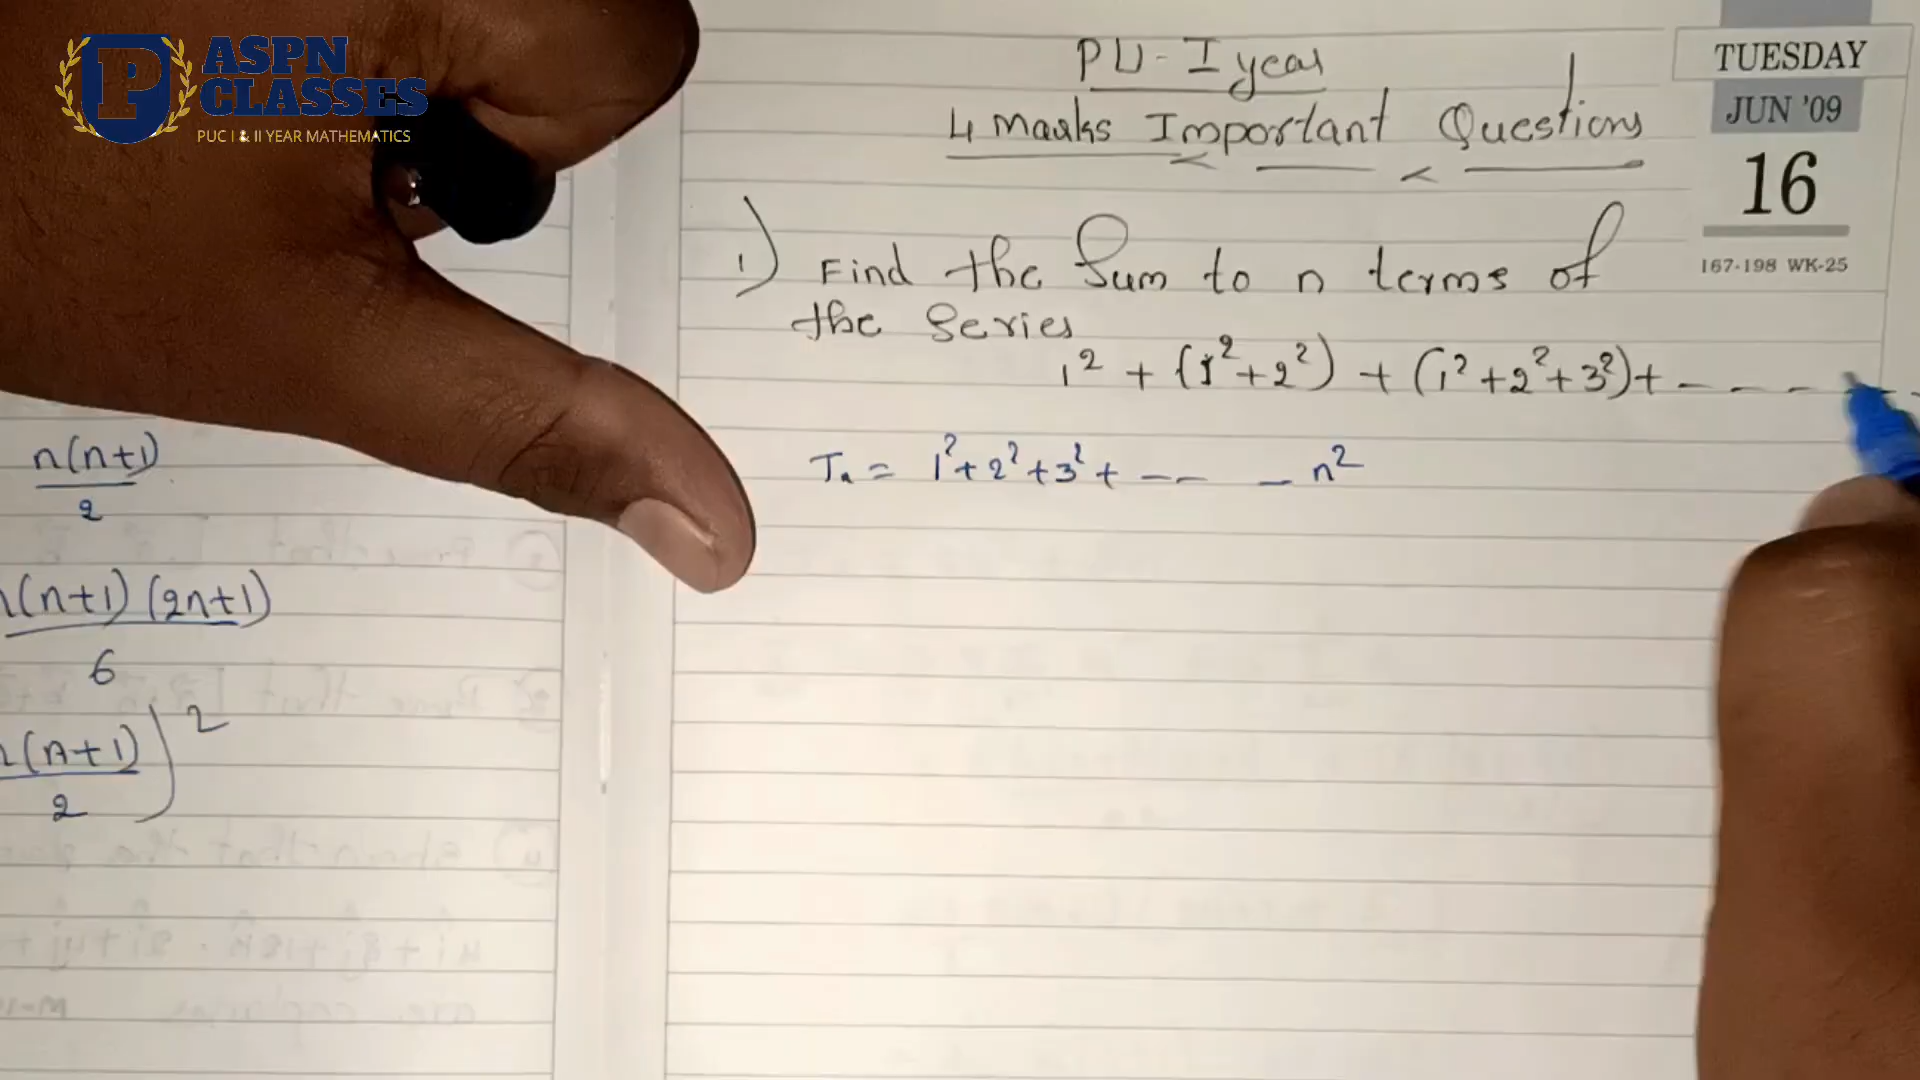 ASPN
CLASSES
PUC I & II YEAR MATHEMATICS
TUESDAY
JUN '09
16
167-198 WK-25
PU - I year
4 marks Important Questions
1) Find the Sum to n terms of
the Series
1² + (1² + 2²) + (1² + 2² + 3²) + - - - -
Tₙ = 1² + 2² + 3² + - - - n²
n(n+1)
2
n(n+1)(2n+1)
6
n(n+1))²
2